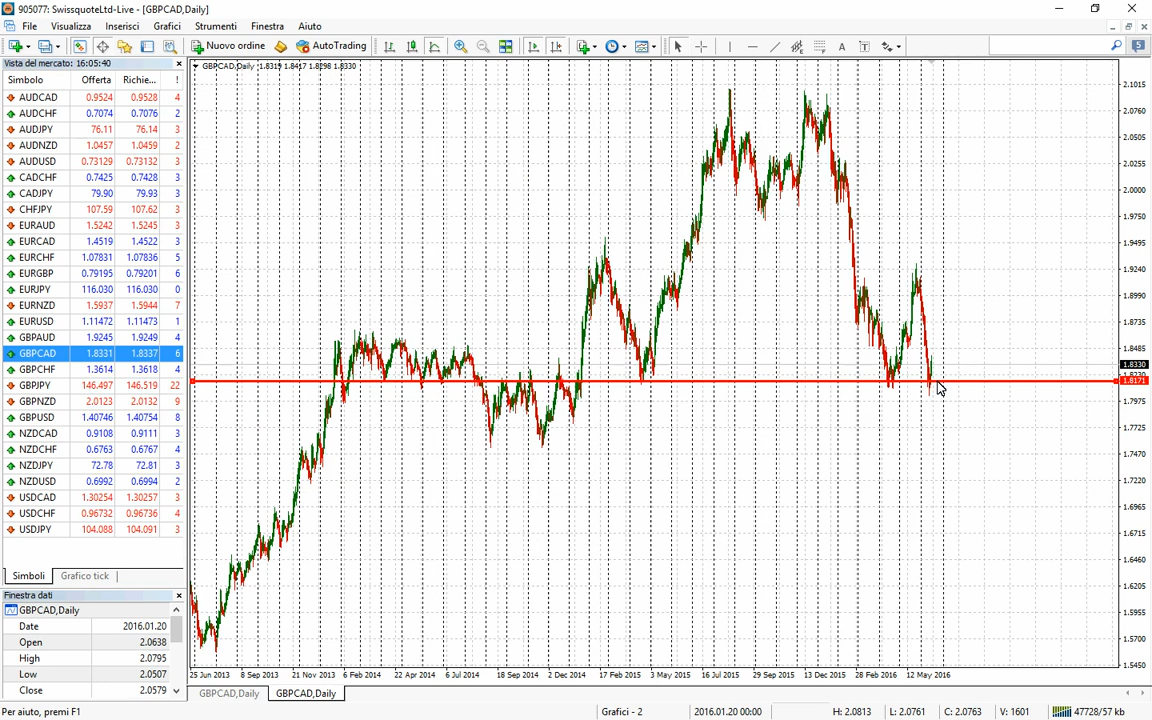 905077: SwissquoteLtd-Live - [GBPCAD,Daily]
File Visualizza Inserisci Grafici Strumenti Finestra Aiuto
Nuovo ordine AutoTrading
Vista del mercato: 16:05:40
Simbolo Offerta Richie... !
AUDCAD 0.9524 0.9528 4
AUDCHF 0.7074 0.7076 2
AUDJPY 76.11 76.14 3
AUDNZD 1.0457 1.0459 2
AUDUSD 0.73129 0.73132 3
CADCHF 0.7425 0.7428 3
CADJPY 79.90 79.93 3
CHFJPY 107.59 107.62 3
EURAUD 1.5242 1.5245 3
EURCAD 1.4519 1.4522 3
EURCHF 1.07831 1.07836 5
EURGBP 0.79195 0.79201 6
EURJPY 116.030 116.030 0
EURNZD 1.5937 1.5944 7
EURUSD 1.11472 1.11473 1
GBPAUD 1.9245 1.9249 4
GBPCAD 1.8331 1.8337 6
GBPCHF 1.3614 1.3618 4
GBPJPY 146.497 146.519 22
GBPNZD 2.0123 2.0132 9
GBPUSD 1.40746 1.40754 8
NZDCAD 0.9108 0.9111 3
NZDCHF 0.6763 0.6767 4
NZDJPY 72.78 72.81 3
NZDUSD 0.6992 0.6994 2
USDCAD 1.30254 1.30257 3
USDCHF 0.96732 0.96736 4
USDJPY 104.088 104.091 3
Simboli Grafico tick
Finestra dati
GBPCAD,Daily
Date 2016.01.20
Open 2.0638
High 2.0795
Low 2.0507
Close 2.0579
GBPCAD,Daily 1.8319 1.8417 1.8298 1.8330
2.1015
2.0760
2.0505
2.0255
2.0000
1.9750
1.9495
1.9240
1.8990
1.8735
1.8485
1.8330
1.8171
1.7975
1.7725
1.7470
1.7220
1.6965
1.6715
1.6460
1.6205
1.5955
1.5700
1.5450
25 Jun 2013 8 Sep 2013 21 Nov 2013 6 Feb 2014 22 Apr 2014 6 Jul 2014 18 Sep 2014 2 Dec 2014 17 Feb 2015 3 May 2015 16 Jul 2015 29 Sep 2015 13 Dec 2015 28 Feb 2016 12 May 2016
GBPCAD,Daily GBPCAD,Daily
Per aiuto, premi F1 Grafici - 2 2016.01.20 00:00 H: 2.0813 L: 2.0761 C: 2.0763 V: 1601 47728/57 kb